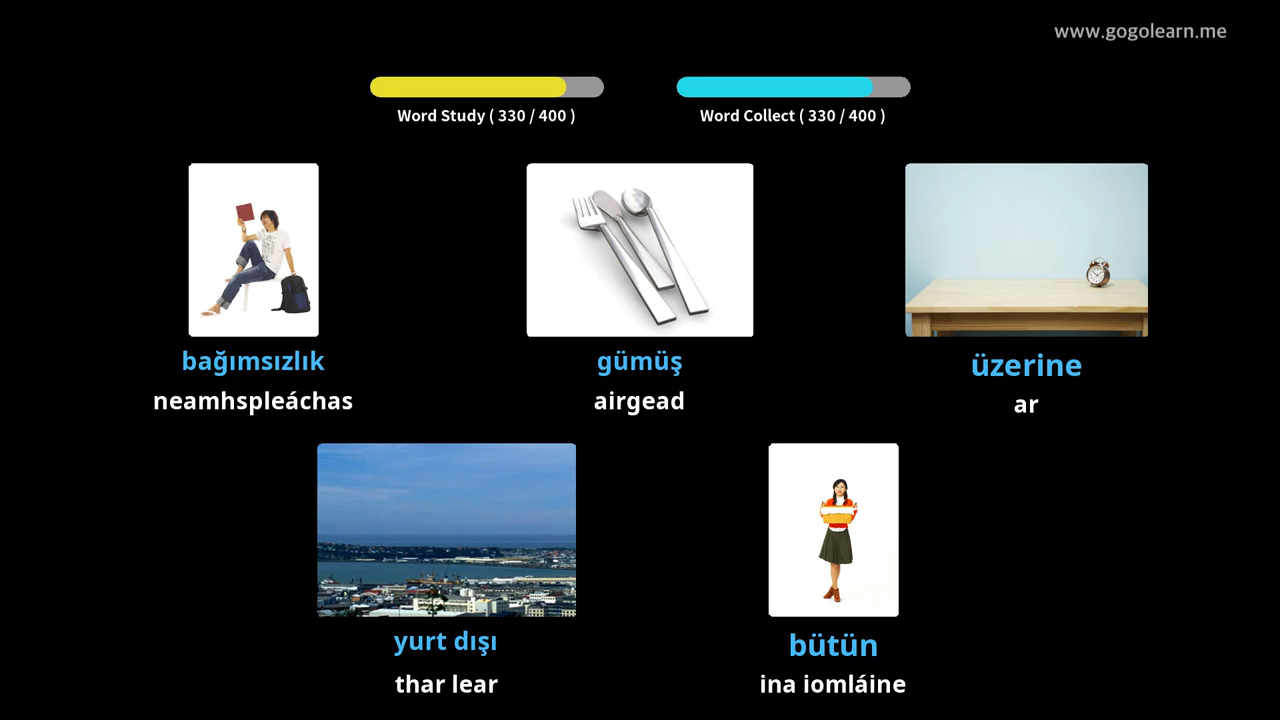 www.gogolearn.me
Word Study ( 330 / 400 )
Word Collect ( 330 / 400 )
bağımsızlık
neamhspleáchas
gümüş
airgead
üzerine
ar
yurt dışı
thar lear
bütün
ina iomláine